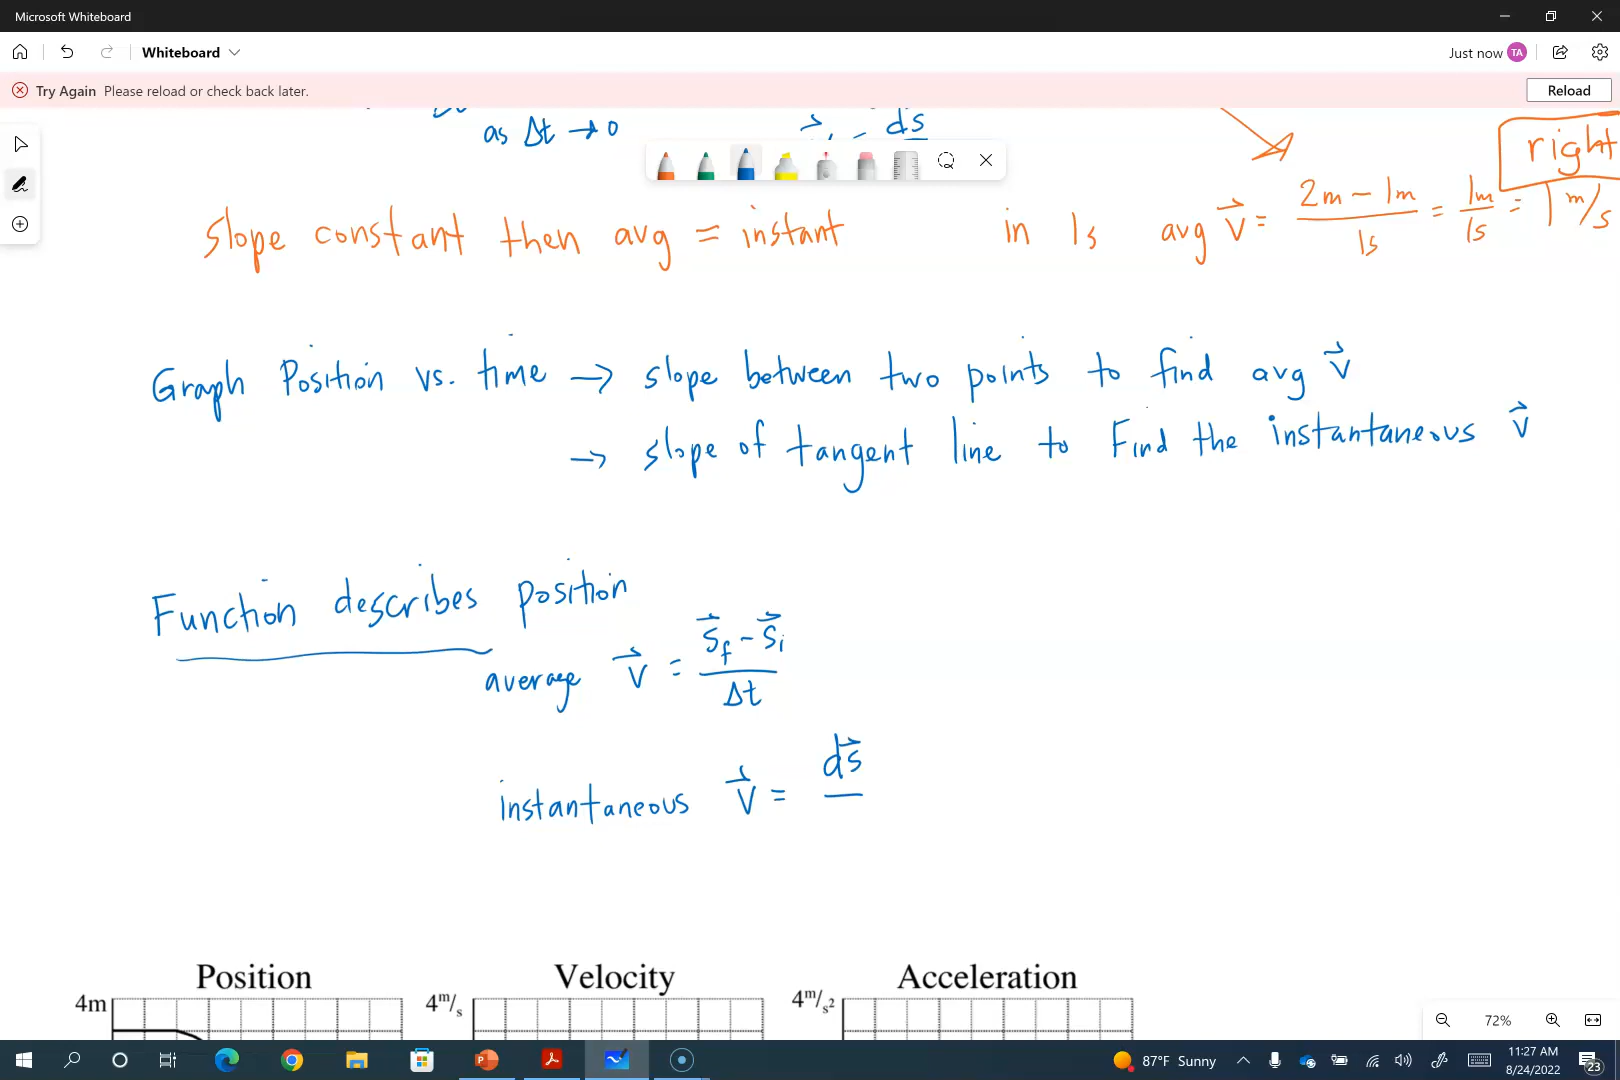 Microsoft Whiteboard
Whiteboard
Just now TA
Try Again Please reload or check back later.
Reload
as Δt → 0
ds
right
slope constant then avg = instant
in 1s avg v⃗ = (2m − 1m)/1s = 1m/1s = 1 m/s
Graph Position vs. time → slope between two points to find avg v⃗
→ slope of tangent line to Find the instantaneous v⃗
Function describes position
average v⃗ = (s⃗f − s⃗i)/Δt
instantaneous v⃗ = ds⃗
Position
Velocity
Acceleration
4m
4 m/s
4 m/s²
72%
87°F Sunny
11:27 AM
8/24/2022
23